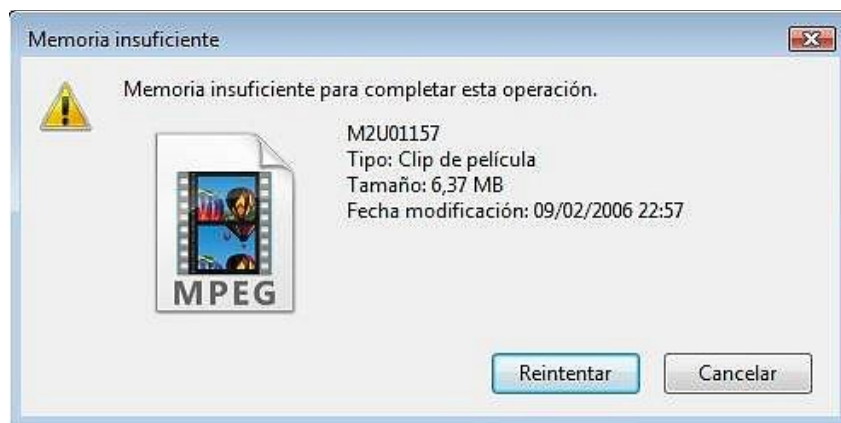 Memoria insuficiente
Memoria insuficiente para completar esta operación.
M2U01157
Tipo: Clip de película
Tamaño: 6,37 MB
Fecha modificación: 09/02/2006 22:57
MPEG
Reintentar
Cancelar